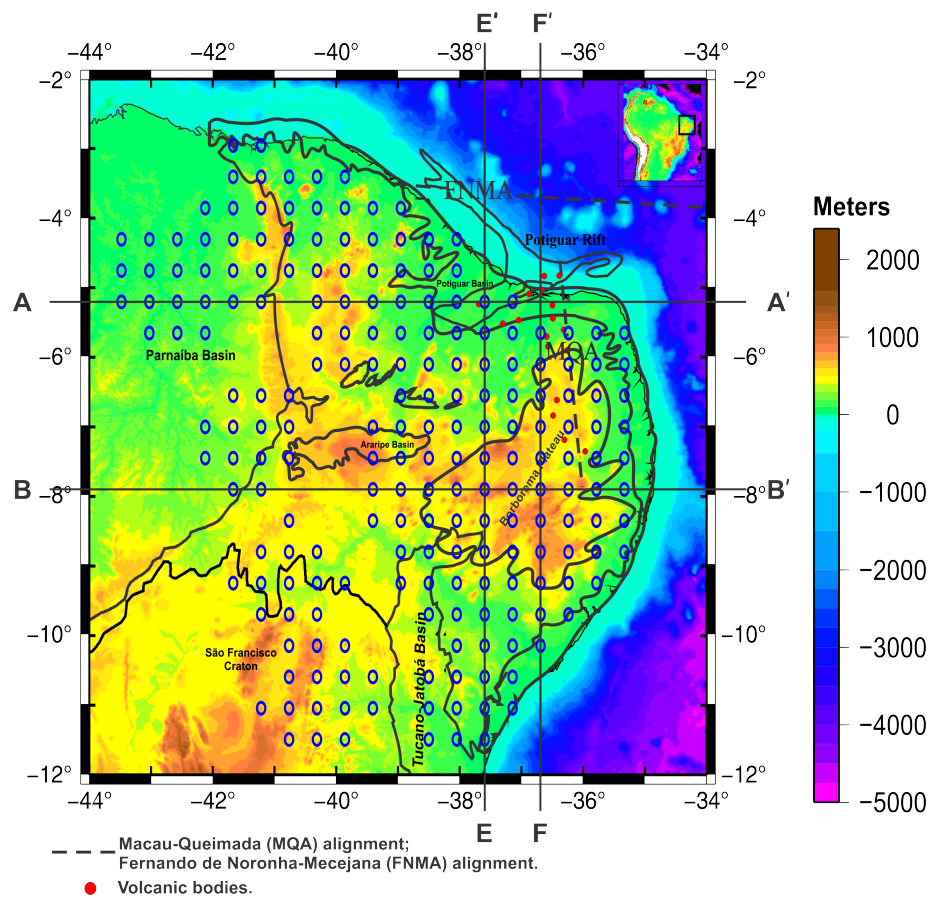 E′ F′
−44° −42° −40° −38° −36° −34°
−2° −2°
FNMA
−4° −4°
Potiguar Rift
Meters
2000
Potiguar Basin
A A′
1000
MQA
Parnaíba Basin
−6° −6°
0
Araripe Basin
Borborema Plateau
−1000
B B′
−8° −8°
−2000
−10° −10°
−3000
São Francisco
Craton
Tucano-Jatobá Basin
−4000
−12° −12°
−5000
−44° −42° −40° −38° −36° −34°
E F
Macau-Queimada (MQA) alignment;
Fernando de Noronha-Mecejana (FNMA) alignment.
Volcanic bodies.